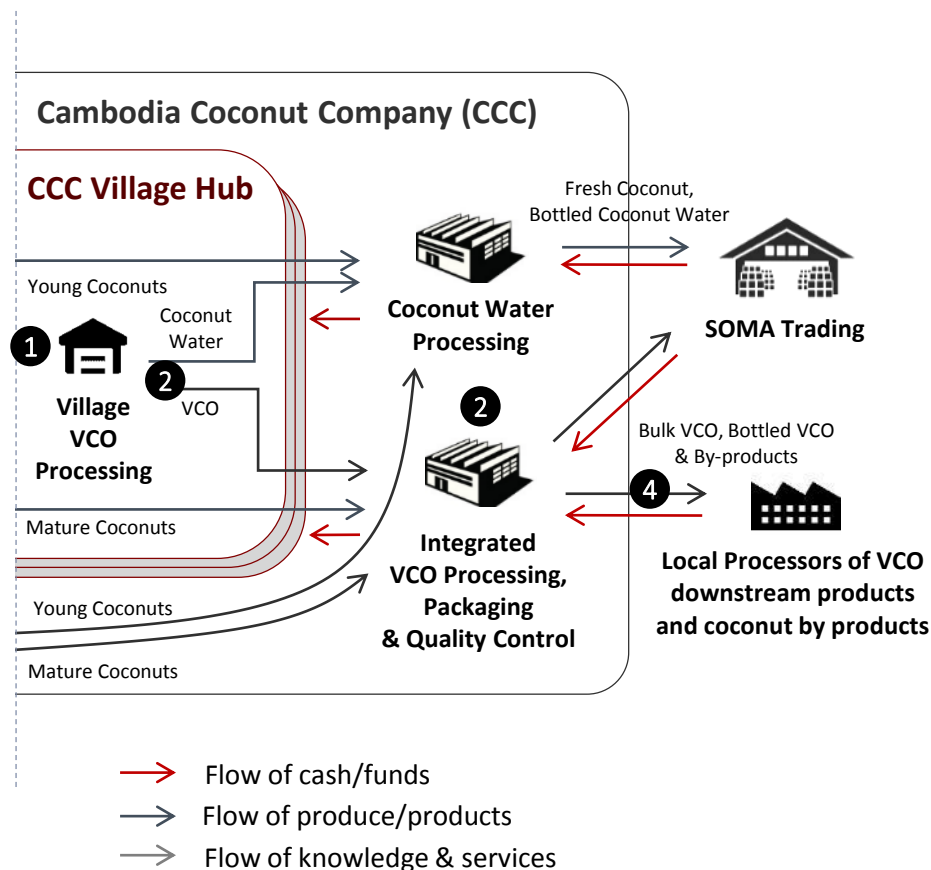 Cambodia Coconut Company (CCC)
CCC Village Hub
Fresh Coconut,
Bottled Coconut Water
Young Coconuts
Coconut
Water
Coconut Water
Processing
SOMA Trading
1
2
VCO
Village
VCO
Processing
2
Bulk VCO, Bottled VCO
& By-products
4
Mature Coconuts
Integrated
VCO Processing,
Packaging
& Quality Control
Local Processors of VCO
downstream products
and coconut by products
Young Coconuts
Mature Coconuts
Flow of cash/funds
Flow of produce/products
Flow of knowledge & services